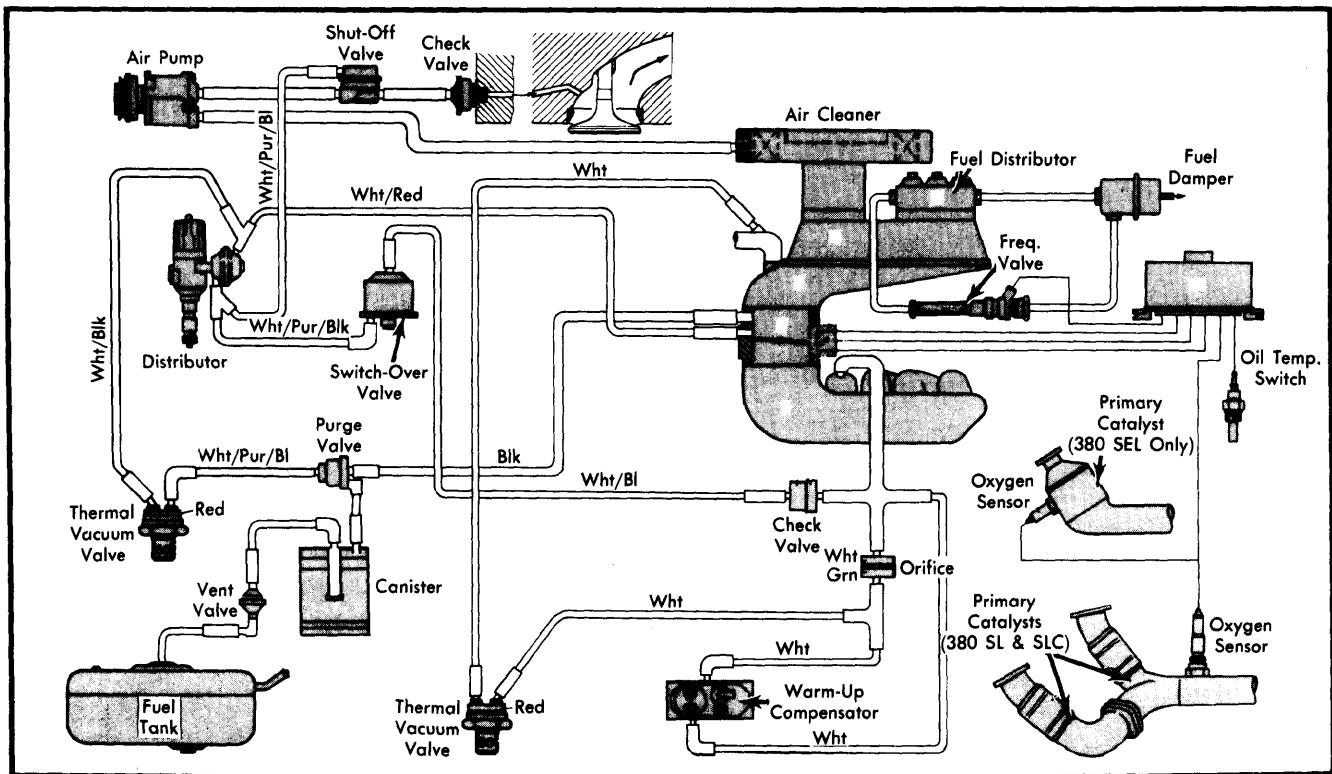 Air Pump
Shut-Off
Valve
Check
Valve
Air Cleaner
Fuel Distributor
Fuel
Damper
Wht/Pur/Bl
Wht
Wht/Red
Freq.
Valve
Wht/Blk
Wht/Pur/Blk
Distributor
Switch-Over
Valve
Oil Temp.
Switch
Primary
Catalyst
(380 SEL Only)
Purge
Valve
Wht/Pur/Bl
Blk
Wht/Bl
Oxygen
Sensor
Red
Thermal
Vacuum
Valve
Check
Valve
Wht
Grn
Orifice
Vent
Valve
Canister
Wht
Primary
Catalysts
(380 SL & SLC)
Oxygen
Sensor
Wht
Fuel
Tank
Thermal
Vacuum
Valve
Red
Warm-Up
Compensator
Wht